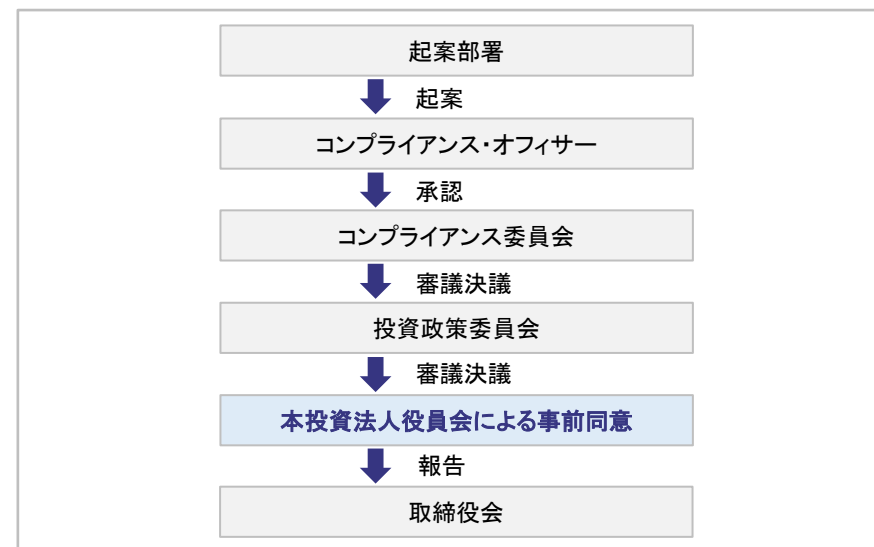 起案部署
起案
コンプライアンス・オフィサー
承認
コンプライアンス委員会
審議決議
投資政策委員会
審議決議
本投資法人役員会による事前同意
報告
取締役会